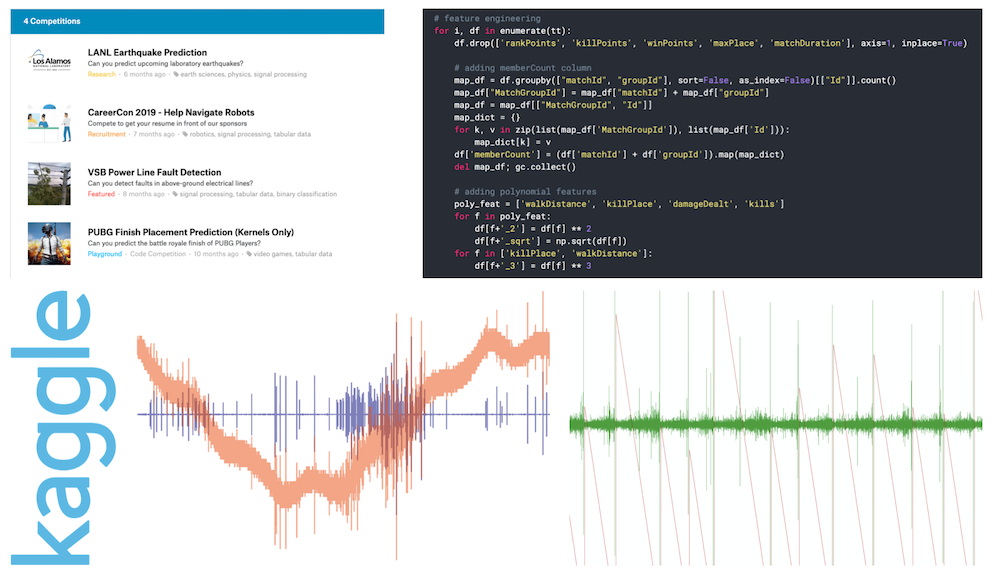 4 Competitions
Los Alamos
NATIONAL LABORATORY
LANL Earthquake Prediction
Can you predict upcoming laboratory earthquakes?
Research · 6 months ago · earth sciences, physics, signal processing
CareerCon 2019 - Help Navigate Robots
Compete to get your resume in front of our sponsors
Recruitment · 7 months ago · robotics, signal processing, tabular data
VSB Power Line Fault Detection
Can you detect faults in above-ground electrical lines?
Featured · 8 months ago · signal processing, tabular data, binary classification
PUBG Finish Placement Prediction (Kernels Only)
Can you predict the battle royale finish of PUBG Players?
Playground · Code Competition · 10 months ago · video games, tabular data
# feature engineering
for i, df in enumerate(tt):
    df.drop(['rankPoints', 'killPoints', 'winPoints', 'maxPlace', 'matchDuration'], axis=1, inplace=True)
    # adding memberCount column
    map_df = df.groupby(["matchId", "groupId"], sort=False, as_index=False)[["Id"]].count()
    map_df["MatchGroupId"] = map_df["matchId"] + map_df["groupId"]
    map_df = map_df[["MatchGroupId", "Id"]]
    map_dict = {}
    for k, v in zip(list(map_df['MatchGroupId']), list(map_df['Id'])):
        map_dict[k] = v
    df['memberCount'] = (df['matchId'] + df['groupId']).map(map_dict)
    del map_df; gc.collect()
    # adding polynomial features
    poly_feat = ['walkDistance', 'killPlace', 'damageDealt', 'kills']
    for f in poly_feat:
        df[f+'_2'] = df[f] ** 2
        df[f+'_sqrt'] = np.sqrt(df[f])
    for f in ['killPlace', 'walkDistance']:
        df[f+'_3'] = df[f] ** 3
kaggle